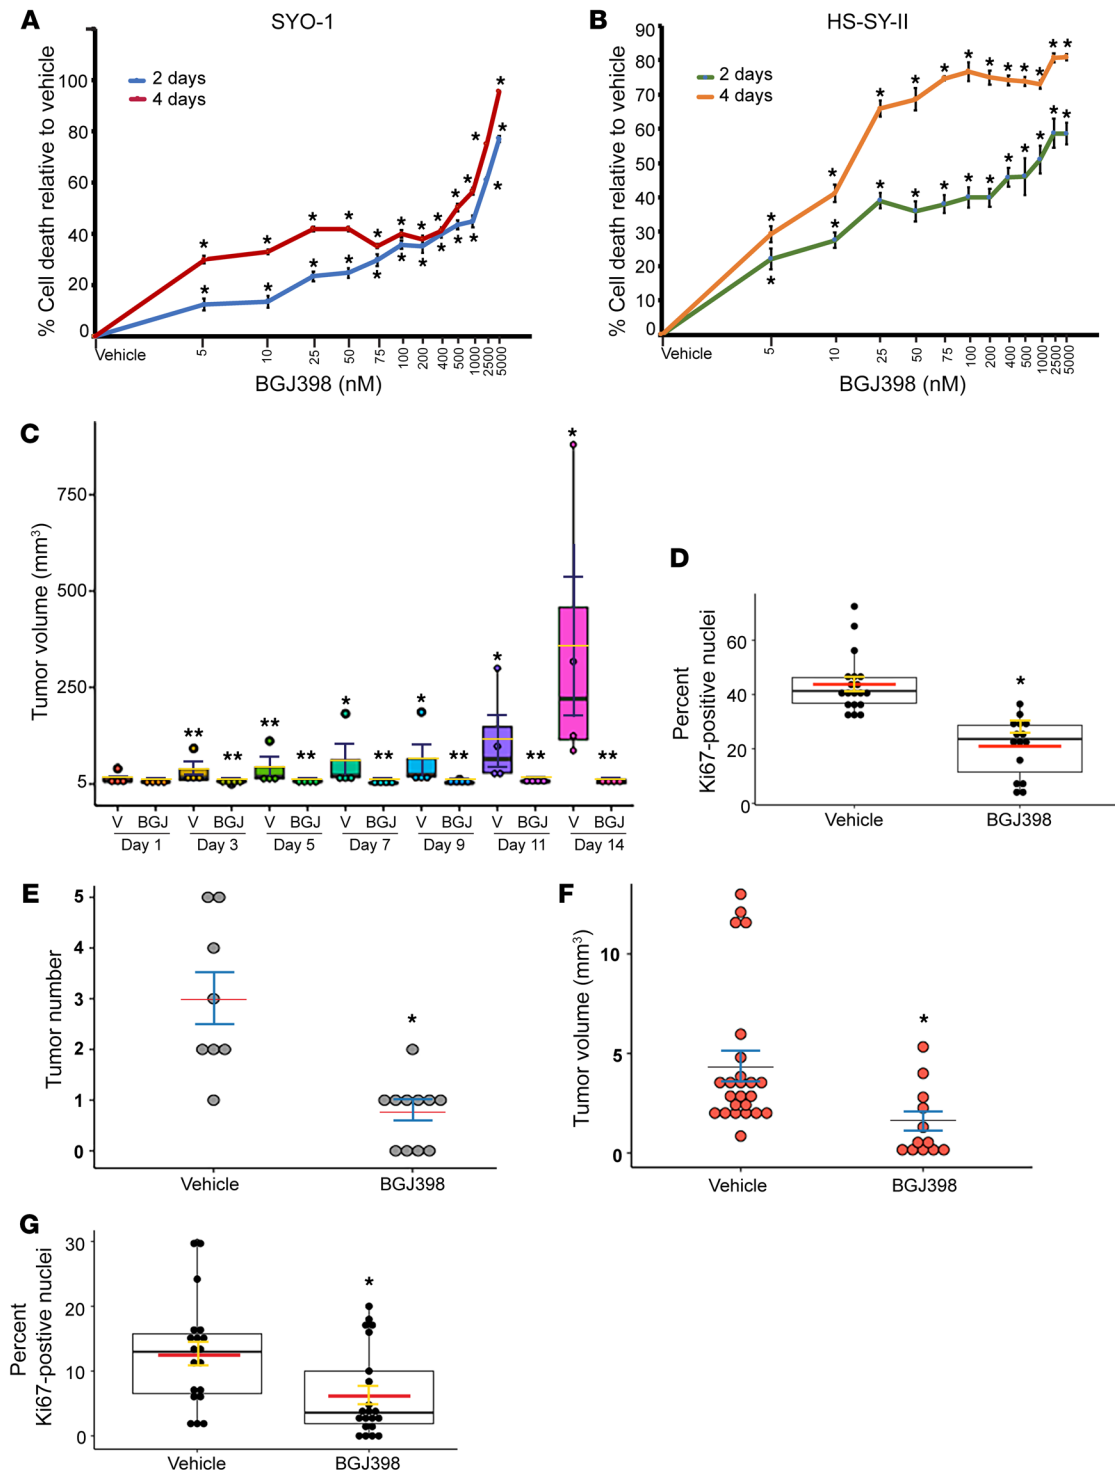 A
SYO-1
% Cell death relative to vehicle
100
80
60
40
20
0
2 days
4 days
Vehicle
5
10
25
50
75
100
200
400
500
1000
2500
5000
BGJ398 (nM)
B
HS-SY-II
% Cell death relative to vehicle
90
80
70
60
50
40
30
20
10
0
2 days
4 days
Vehicle
5
10
25
50
75
100
200
400
500
1000
2500
5000
BGJ398 (nM)
C
Tumor volume (mm³)
750
500
250
5
V BGJ V BGJ V BGJ V BGJ V BGJ V BGJ V BGJ
Day 1 Day 3 Day 5 Day 7 Day 9 Day 11 Day 14
D
Percent
Ki67-positive nuclei
60
40
20
0
Vehicle BGJ398
E
Tumor number
5
4
3
2
1
0
Vehicle BGJ398
F
Tumor volume (mm³)
10
5
0
Vehicle BGJ398
G
Percent
Ki67-postive nuclei
30
20
10
0
Vehicle BGJ398